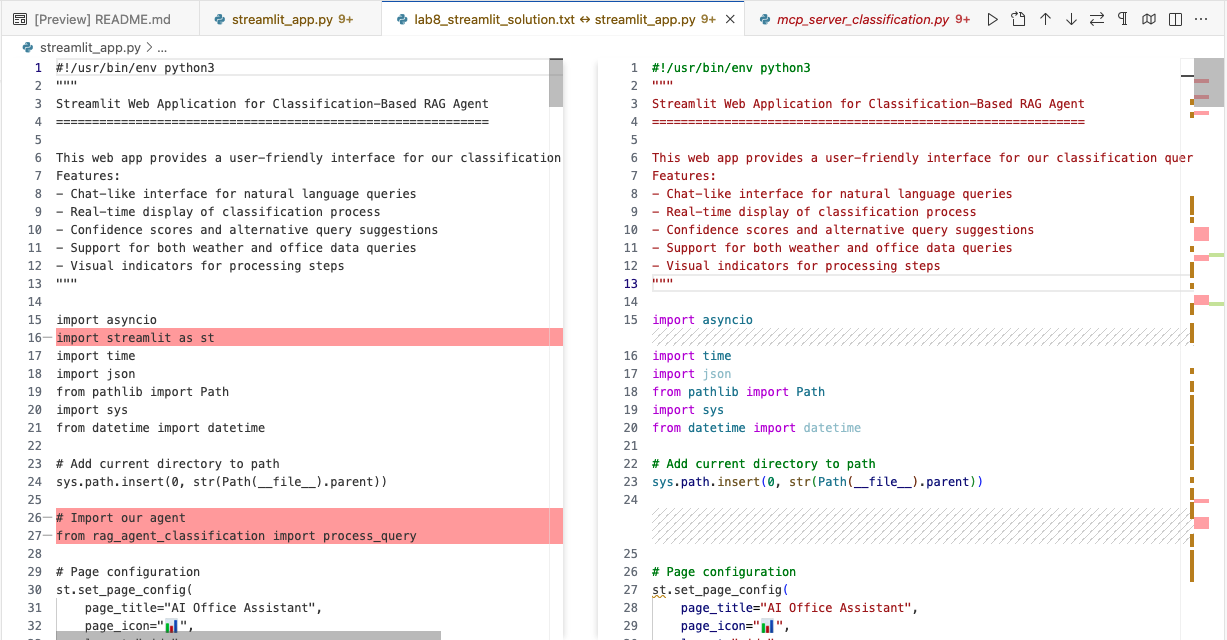 [Preview] README.md
streamlit_app.py 9+
lab8_streamlit_solution.txt ↔ streamlit_app.py 9+
mcp_server_classification.py 9+
streamlit_app.py > ...
1 #!/usr/bin/env python3
2 """
3 Streamlit Web Application for Classification-Based RAG Agent
4 ============================================================
5
6 This web app provides a user-friendly interface for our classification
7 Features:
8 - Chat-like interface for natural language queries
9 - Real-time display of classification process
10 - Confidence scores and alternative query suggestions
11 - Support for both weather and office data queries
12 - Visual indicators for processing steps
13 """
14
15 import asyncio
16— import streamlit as st
17 import time
18 import json
19 from pathlib import Path
20 import sys
21 from datetime import datetime
22
23 # Add current directory to path
24 sys.path.insert(0, str(Path(__file__).parent))
25
26— # Import our agent
27— from rag_agent_classification import process_query
28
29 # Page configuration
30 st.set_page_config(
31 page_title="AI Office Assistant",
32 page_icon="📊",
1 #!/usr/bin/env python3
2 """
3 Streamlit Web Application for Classification-Based RAG Agent
4 ============================================================
5
6 This web app provides a user-friendly interface for our classification quer
7 Features:
8 - Chat-like interface for natural language queries
9 - Real-time display of classification process
10 - Confidence scores and alternative query suggestions
11 - Support for both weather and office data queries
12 - Visual indicators for processing steps
13 """
14
15 import asyncio
16 import time
17 import json
18 from pathlib import Path
19 import sys
20 from datetime import datetime
21
22 # Add current directory to path
23 sys.path.insert(0, str(Path(__file__).parent))
24
25
26 # Page configuration
27 st.set_page_config(
28 page_title="AI Office Assistant",
29 page_icon="📊",